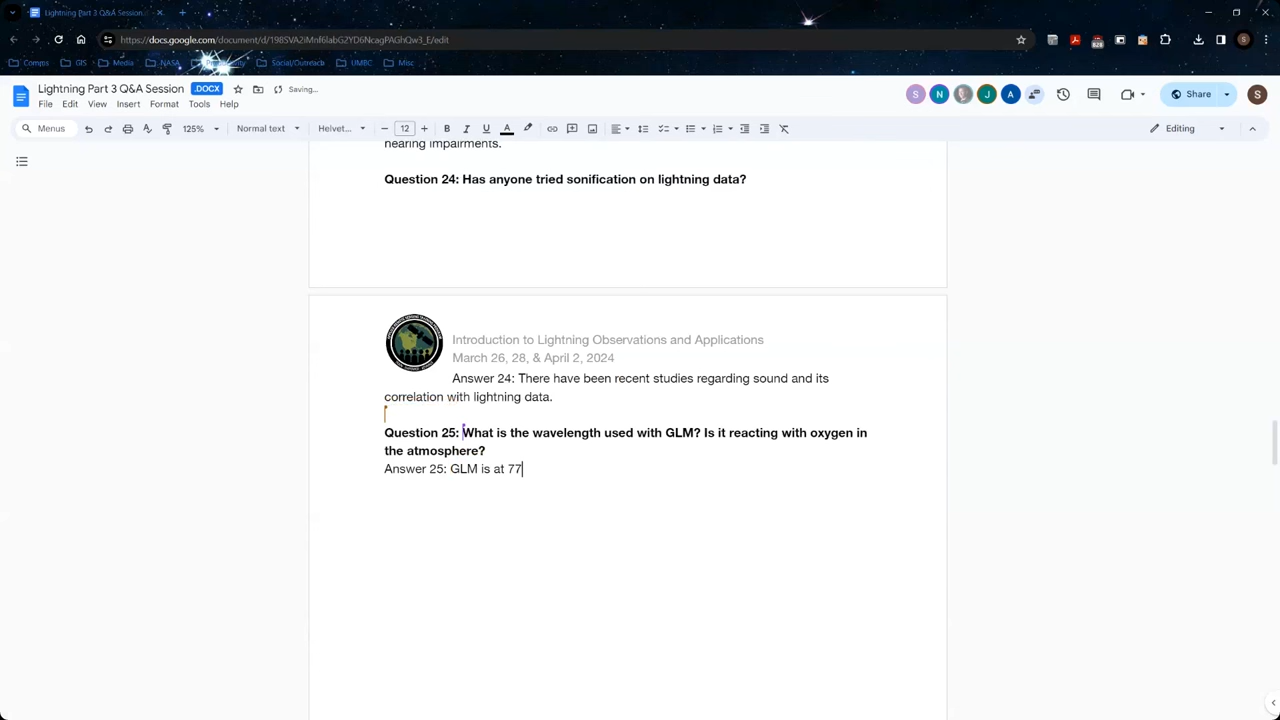 Lightning Part 3 Q&A Session
https://docs.google.com/document/d/198SVA2iMnf6labGZYD6NcagPAGhQw3_E/edit
Comps GIS Media NASA Social/Outreach UMBC Misc
Lightning Part 3 Q&A Session .DOCX Saving...
File Edit View Insert Format Tools Help
S N J A Share S
Menus 125% Normal text Helvet... 12 B I U A Editing
hearing impairments.
Question 24: Has anyone tried sonification on lightning data?
Introduction to Lightning Observations and Applications
March 26, 28, & April 2, 2024
Answer 24: There have been recent studies regarding sound and its
correlation with lightning data.
Question 25: What is the wavelength used with GLM? Is it reacting with oxygen in
the atmosphere?
Answer 25: GLM is at 77